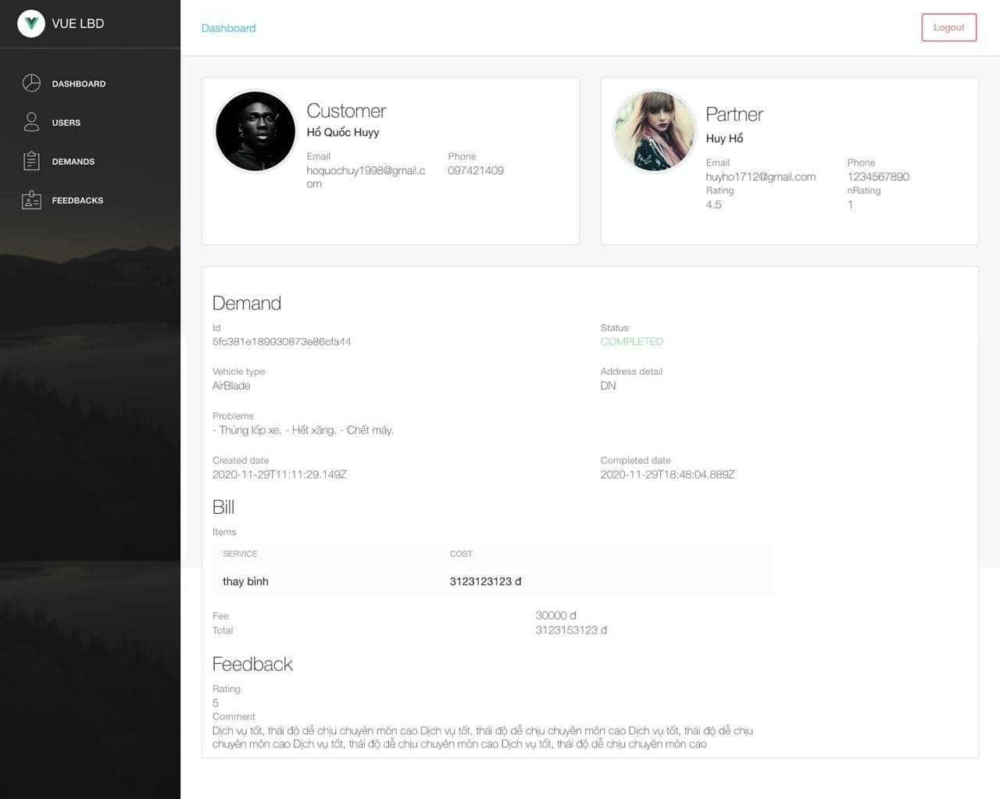 VUE LBD
DASHBOARD
USERS
DEMANDS
FEEDBACKS
Dashboard
Logout
Customer
Hồ Quốc Huyy
Email
Phone
hoquochuy1998@gmail.c
om
097421409
Partner
Huy Hồ
Email
Phone
huyho1712@gmail.com
1234567890
Rating
nRating
4.5
1
Demand
Id
Status
5fc381e189930873e86cfa44
COMPLETED
Vehicle type
Address detail
AirBlade
DN
Problems
- Thủng lốp xe. - Hết xăng. - Chết máy.
Created date
Completed date
2020-11-29T11:11:29.149Z
2020-11-29T18:48:04.889Z
Bill
Items
SERVICE
COST
thay bình
3123123123 đ
Fee
30000 đ
Total
3123153123 đ
Feedback
Rating
5
Comment
Dịch vụ tốt, thái độ dễ chịu chuyên môn cao Dịch vụ tốt, thái độ dễ chịu chuyên môn cao Dịch vụ tốt, thái độ dễ chịu
chuyên môn cao Dịch vụ tốt, thái độ dễ chịu chuyên môn cao Dịch vụ tốt, thái độ dễ chịu chuyên môn cao